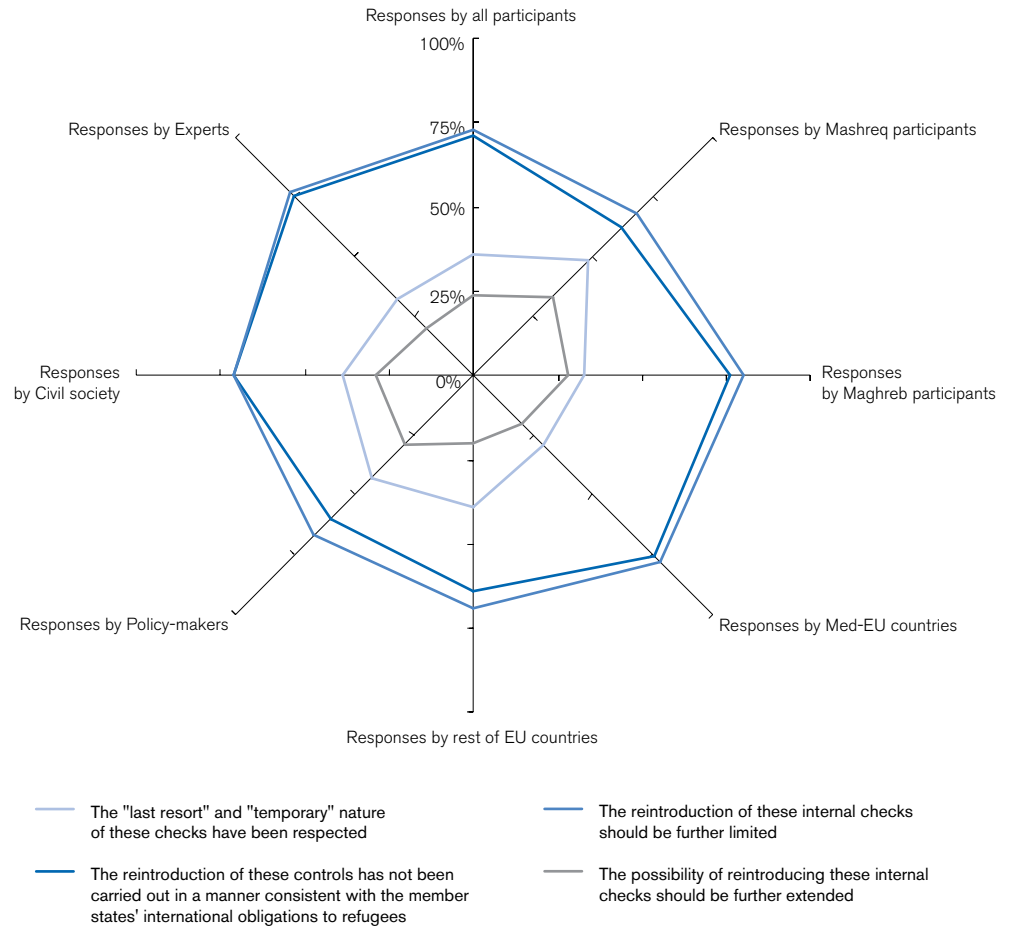 Responses by all participants
100%
75%
50%
25%
0%
Responses by Experts
Responses by Mashreq participants
Responses
by Civil society
Responses
by Maghreb participants
Responses by Policy-makers
Responses by Med-EU countries
Responses by rest of EU countries
The "last resort" and "temporary" nature
of these checks have been respected
The reintroduction of these internal checks
should be further limited
The reintroduction of these controls has not been
carried out in a manner consistent with the member
states' international obligations to refugees
The possibility of reintroducing these internal
checks should be further extended